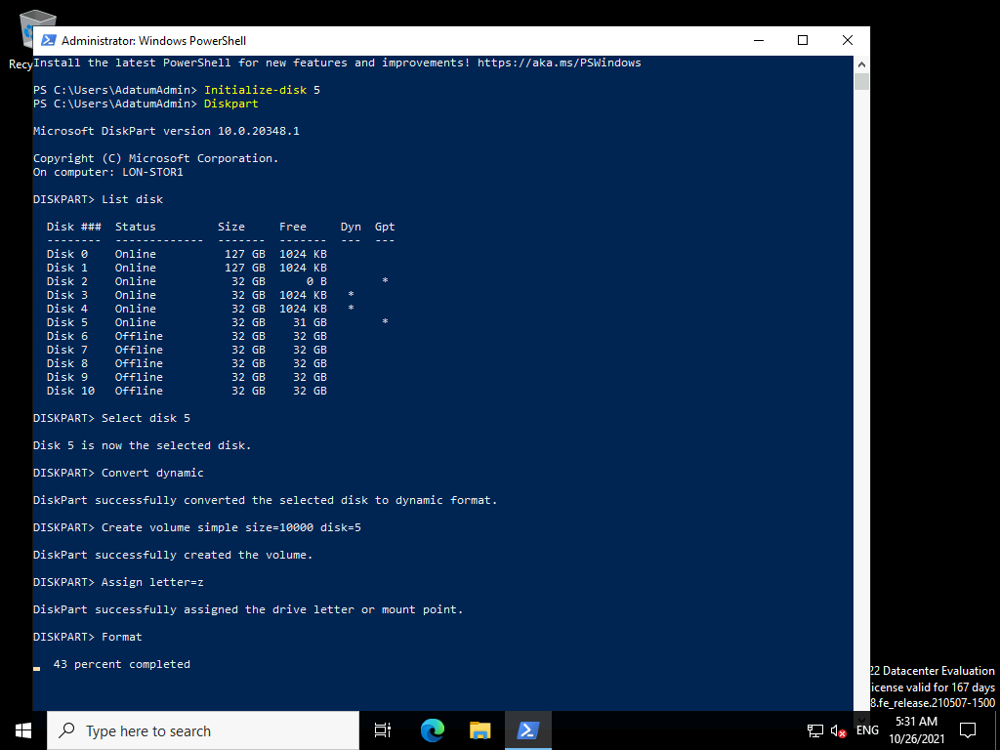 Recy
Administrator: Windows PowerShell
Install the latest PowerShell for new features and improvements! https://aka.ms/PSWindows
PS C:\Users\AdatumAdmin> Initialize-disk 5
PS C:\Users\AdatumAdmin> Diskpart
Microsoft DiskPart version 10.0.20348.1
Copyright (C) Microsoft Corporation.
On computer: LON-STOR1
DISKPART> List disk
Disk ### Status Size Free Dyn Gpt
-------- ------------- ------- ------- --- ---
Disk 0 Online 127 GB 1024 KB
Disk 1 Online 127 GB 1024 KB
Disk 2 Online 32 GB 0 B *
Disk 3 Online 32 GB 1024 KB *
Disk 4 Online 32 GB 1024 KB *
Disk 5 Online 32 GB 31 GB *
Disk 6 Offline 32 GB 32 GB
Disk 7 Offline 32 GB 32 GB
Disk 8 Offline 32 GB 32 GB
Disk 9 Offline 32 GB 32 GB
Disk 10 Offline 32 GB 32 GB
DISKPART> Select disk 5
Disk 5 is now the selected disk.
DISKPART> Convert dynamic
DiskPart successfully converted the selected disk to dynamic format.
DISKPART> Create volume simple size=10000 disk=5
DiskPart successfully created the volume.
DISKPART> Assign letter=z
DiskPart successfully assigned the drive letter or mount point.
DISKPART> Format
43 percent completed
22 Datacenter Evaluation
icense valid for 167 days
8.fe_release.210507-1500
Type here to search
ENG
5:31 AM
10/26/2021